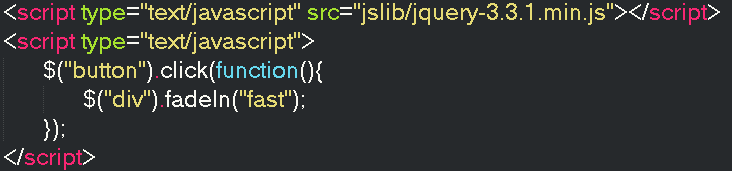 <script type="text/javascript" src="jslib/jquery-3.3.1.min.js"></script>
<script type="text/javascript">
$("button").click(function(){
$("div").fadeIn("fast");
});
</script>